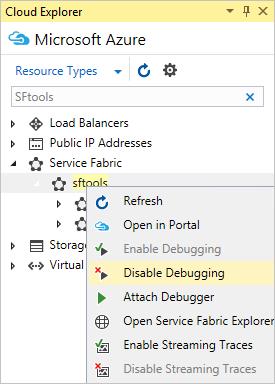 Cloud Explorer
Microsoft Azure
Resource Types
SFtools
Load Balancers
Public IP Addresses
Service Fabric
sftools
Refresh
Open in Portal
Enable Debugging
Disable Debugging
Attach Debugger
Open Service Fabric Explorer
Enable Streaming Traces
Disable Streaming Traces
Storag
Virtual